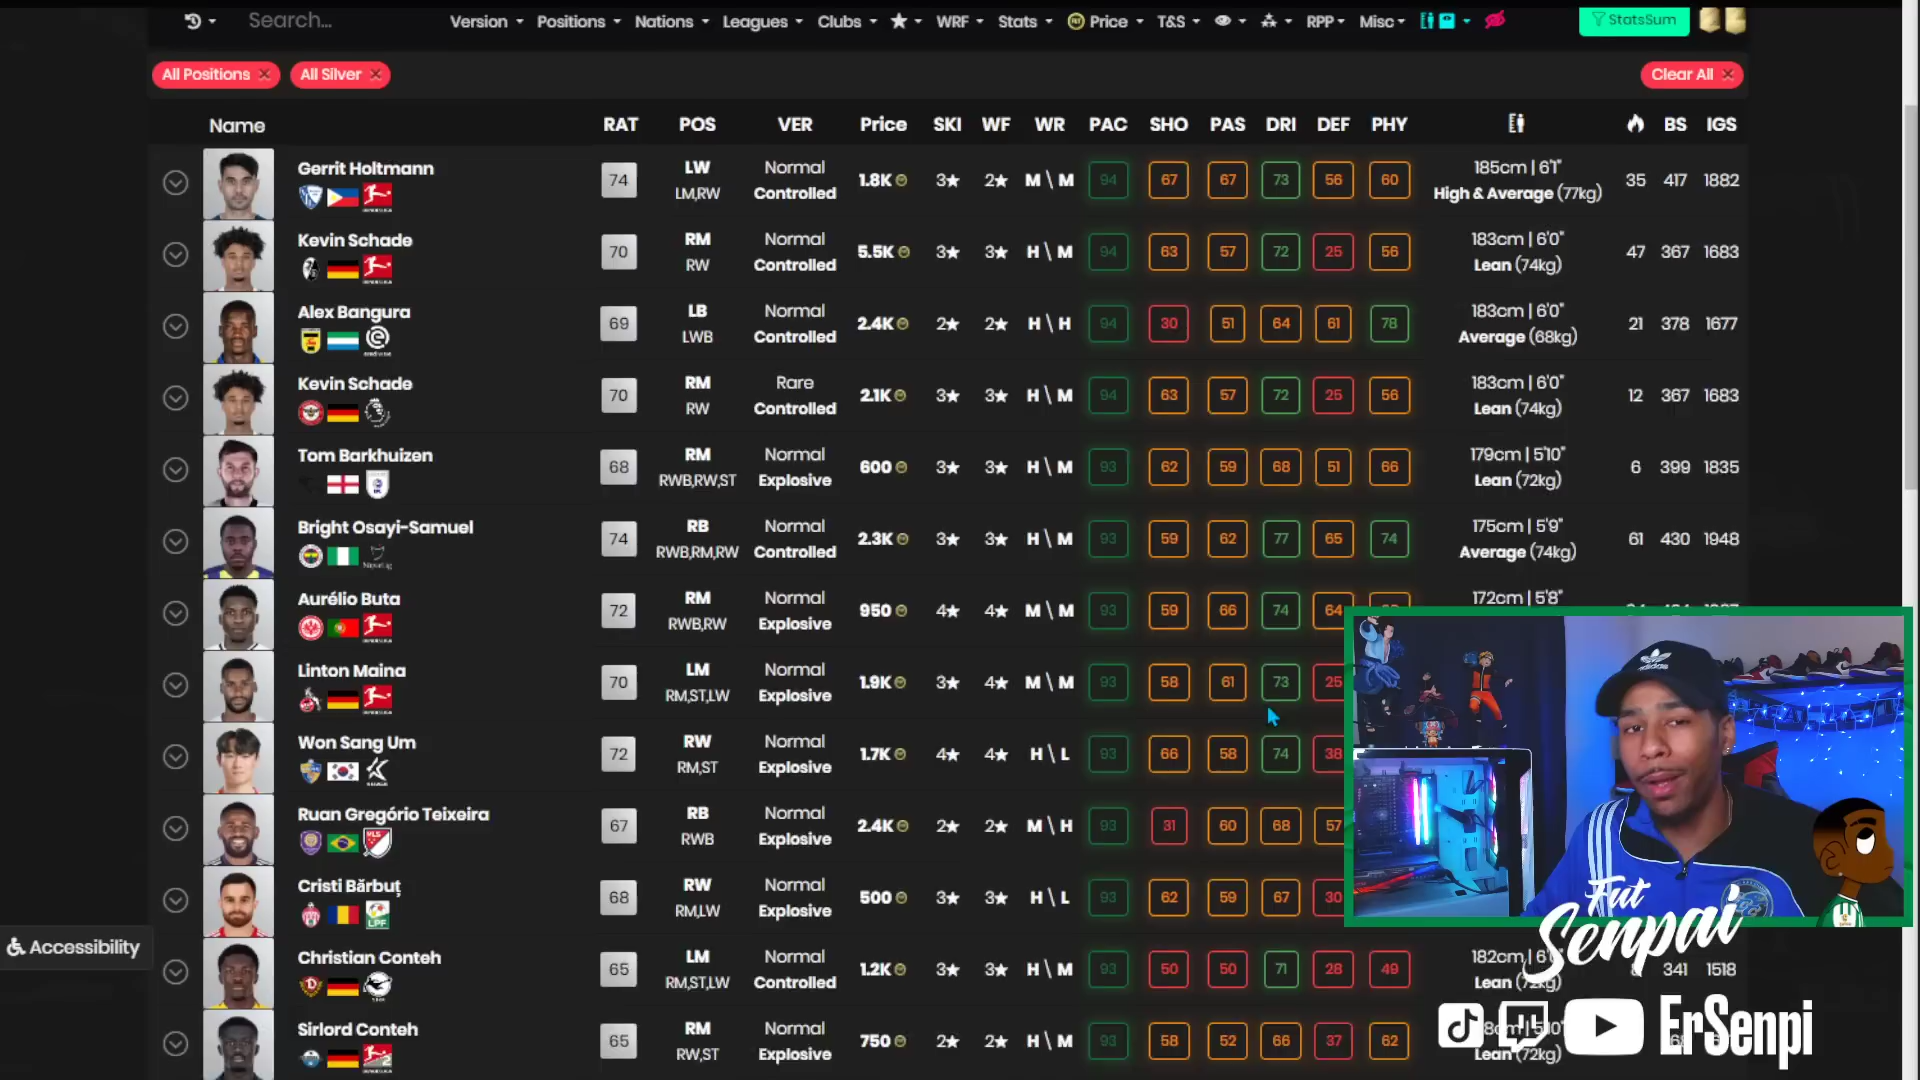 Search...
Version Positions Nations Leagues Clubs WRF Stats Price T&S RPP Misc StatsSum
All Positions × All Silver × Clear All ×
Name RAT POS VER Price SKI WF WR PAC SHO PAS DRI DEF PHY BS IGS
Gerrit Holtmann 74 LW LM,RW Normal Controlled 1.8K 3★ 2★ M \ M 94 67 67 73 56 60 185cm | 6'1" High & Average (77kg) 35 417 1882
Kevin Schade 70 RM RW Normal Controlled 5.5K 3★ 3★ H \ M 94 63 57 72 25 56 183cm | 6'0" Lean (74kg) 47 367 1683
Alex Bangura 69 LB LWB Normal Controlled 2.4K 2★ 2★ H \ H 94 30 51 64 61 78 183cm | 6'0" Average (68kg) 21 378 1677
Kevin Schade 70 RM RW Rare Controlled 2.1K 3★ 3★ H \ M 94 63 57 72 25 56 183cm | 6'0" Lean (74kg) 12 367 1683
Tom Barkhuizen 68 RM RWB,RW,ST Normal Explosive 600 3★ 3★ H \ M 93 62 59 68 51 66 179cm | 5'10" Lean (72kg) 6 399 1835
Bright Osayi-Samuel 74 RB RWB,RM,RW Normal Controlled 2.3K 3★ 3★ H \ M 93 59 62 77 65 74 175cm | 5'9" Average (74kg) 61 430 1948
Aurélio Buta 72 RM RWB,RW Normal Explosive 950 4★ 4★ M \ M 93 59 66 74 64 172cm | 5'8"
Linton Maina 70 LM RM,ST,LW Normal Explosive 1.9K 3★ 4★ M \ M 93 58 61 73 25
Won Sang Um 72 RW RM,ST Normal Explosive 1.7K 4★ 4★ H \ L 93 66 58 74 38
Ruan Gregório Teixeira 67 RB RWB Normal Explosive 2.4K 2★ 2★ M \ H 93 31 60 68 57
Cristi Bărbuț 68 RW RM,LW Normal Explosive 500 3★ 3★ H \ L 93 62 59 67 30
Christian Conteh 65 LM RM,ST,LW Normal Controlled 1.2K 3★ 3★ H \ M 93 50 50 71 28 49 182cm | Lean 341 1518
Sirlord Conteh 65 RM RW,ST Normal Explosive 750 2★ 2★ H \ M 93 58 52 66 37 62 Lean (72kg)
Accessibility
Fut
Senpai
ErSenpi